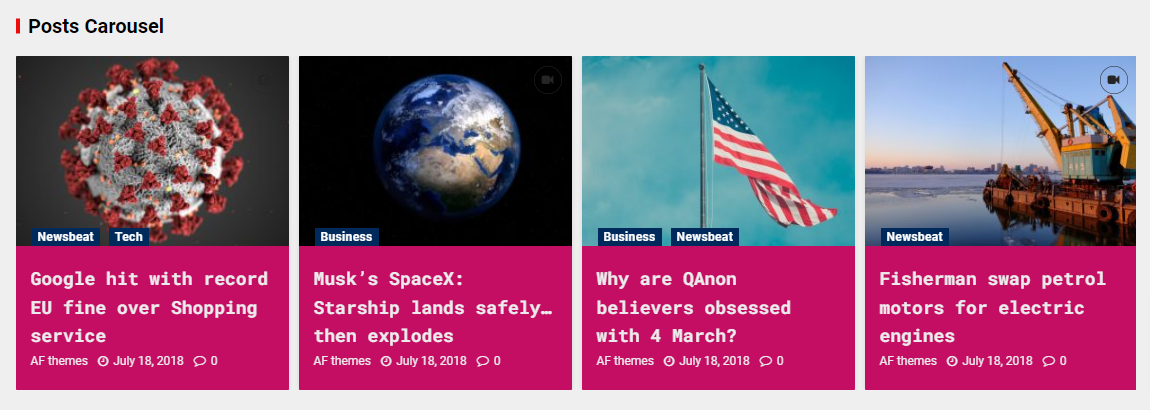 Posts Carousel
Newsbeat Tech
Google hit with record
EU fine over Shopping
service
AF themes July 18, 2018 0
Business
Musk’s SpaceX:
Starship lands safely…
then explodes
AF themes July 18, 2018 0
Business Newsbeat
Why are QAnon
believers obsessed
with 4 March?
AF themes July 18, 2018 0
Newsbeat
Fisherman swap petrol
motors for electric
engines
AF themes July 18, 2018 0